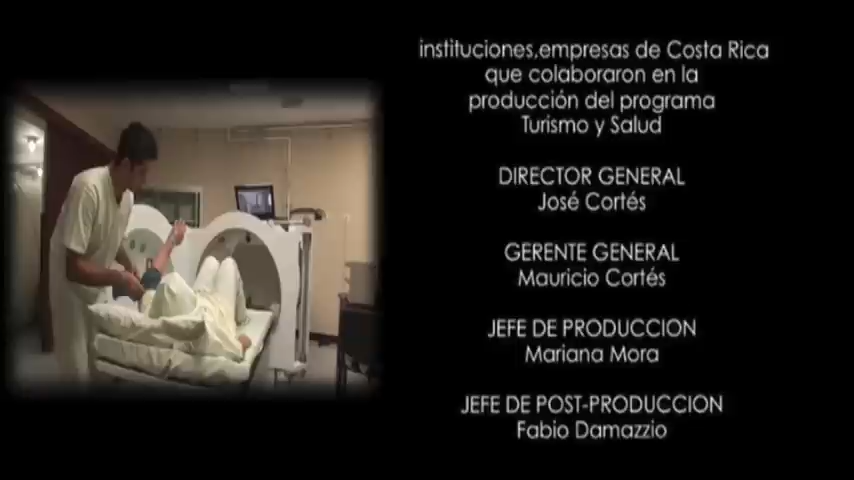 instituciones,empresas de Costa Rica
que colaboraron en la
producción del programa
Turismo y Salud
DIRECTOR GENERAL
José Cortés
GERENTE GENERAL
Mauricio Cortés
JEFE DE PRODUCCION
Mariana Mora
JEFE DE POST-PRODUCCION
Fabio Damazzio